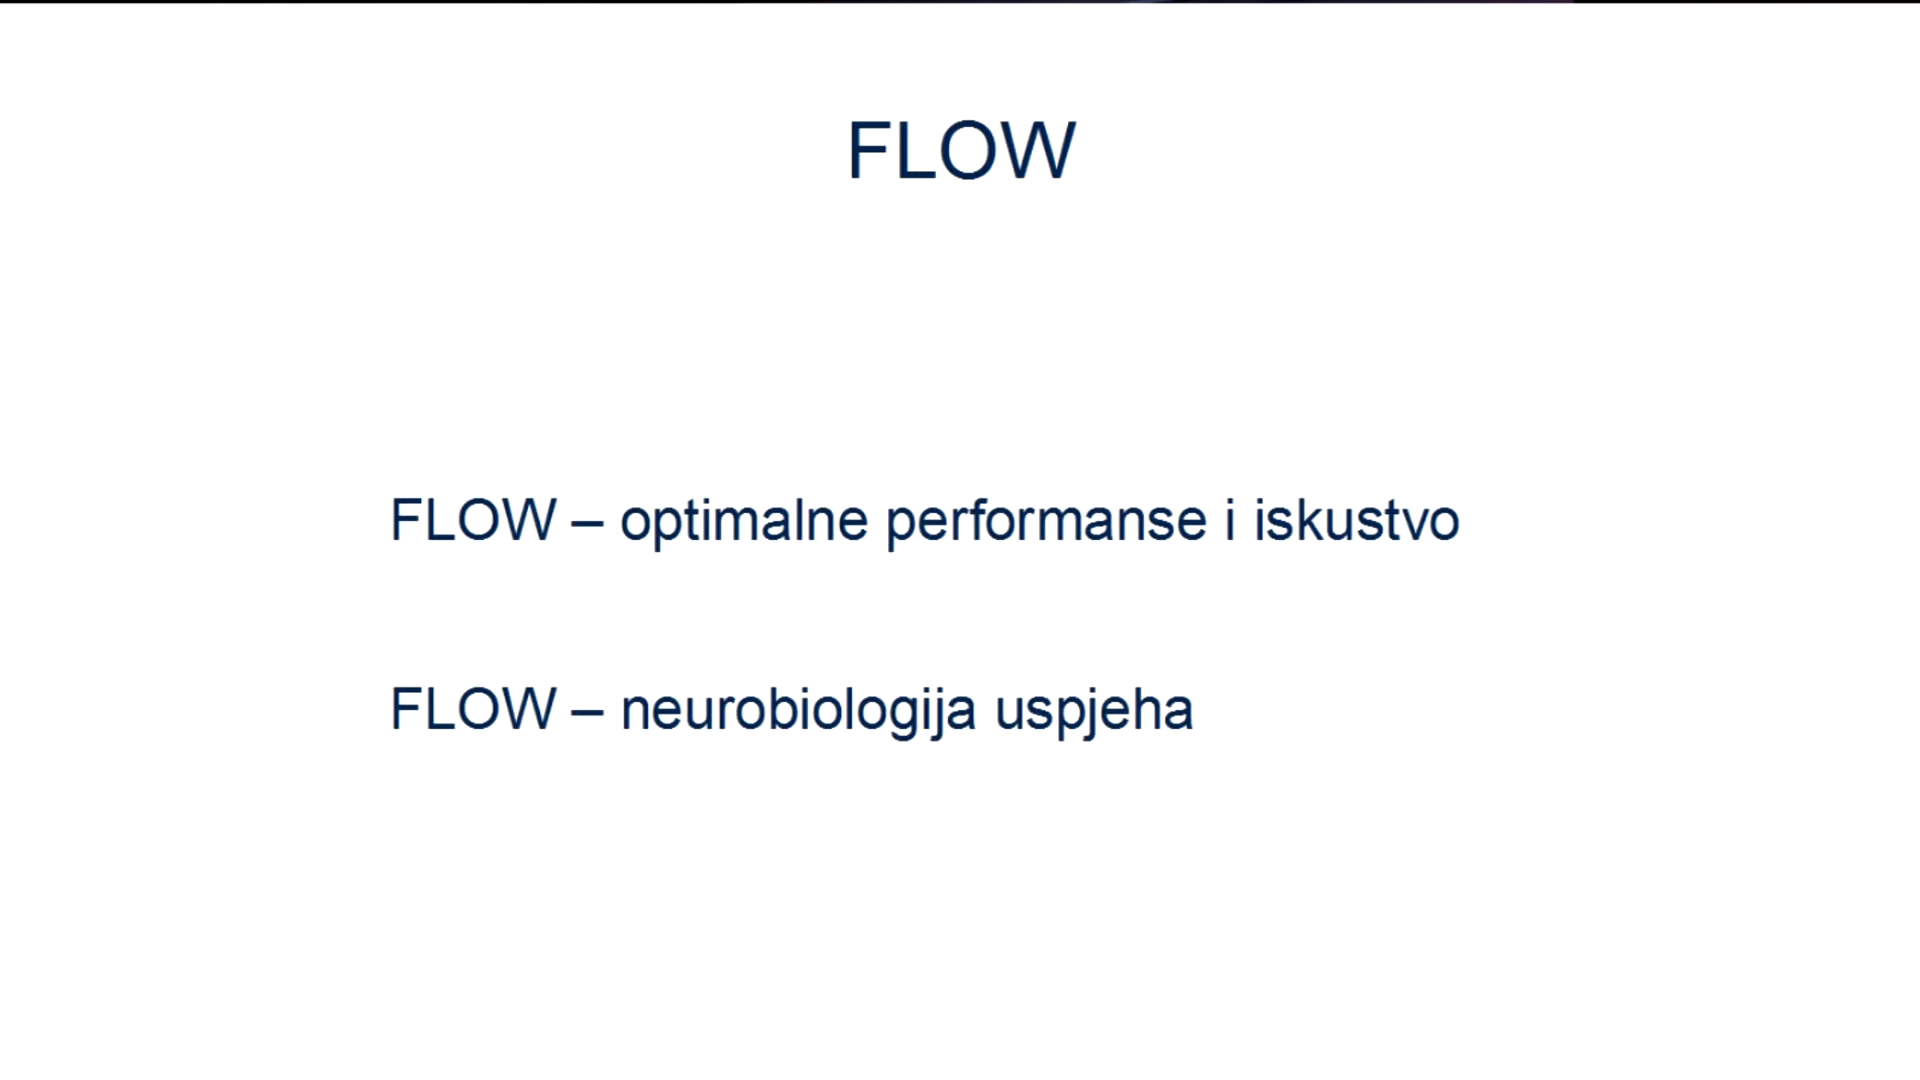 FLOW
FLOW – optimalne performanse i iskustvo
FLOW – neurobiologija uspjeha